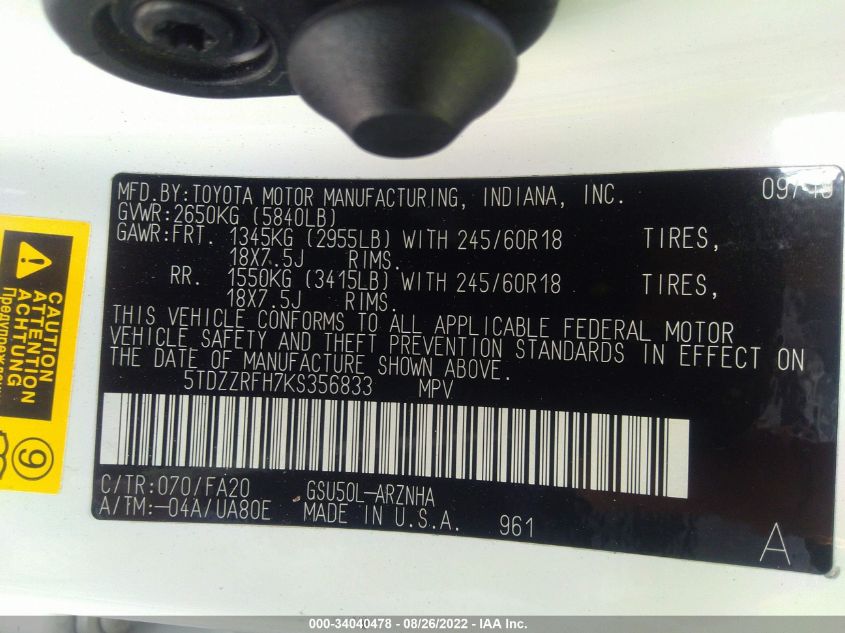 MFD.BY:TOYOTA MOTOR MANUFACTURING, INDIANA, INC.
GVWR:2650KG (5840LB)
GAWR:FRT. 1345KG (2955LB) WITH 245/60R18 TIRES,
18X7.5J RIMS.
RR. 1550KG (3415LB) WITH 245/60R18 TIRES,
18X7.5J RIMS.
THIS VEHICLE CONFORMS TO ALL APPLICABLE FEDERAL MOTOR
VEHICLE SAFETY AND THEFT PREVENTION STANDARDS IN EFFECT ON
THE DATE OF MANUFACTURE SHOWN ABOVE.
5TDZZRFH7KS356833 MPV
C/TR:070/FA20 GSU50L-ARZNHA
A/TM:-04A/UA80E MADE IN U.S.A. 961
A
CAUTION
ATTENTION
ACHTUNG
9
000-34040478 - 08/26/2022 - IAA Inc.